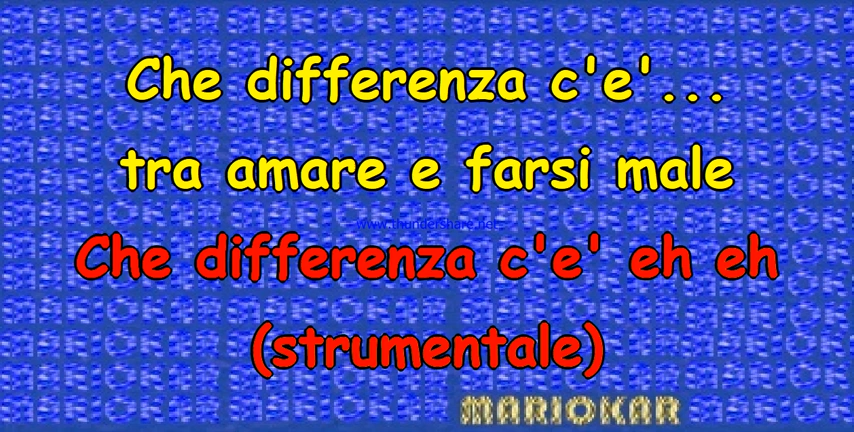 Che differenza c'e'...
tra amare e farsi male
www.thundershare.net
Che differenza c'e' eh eh
(strumentale)
MARIOKAR